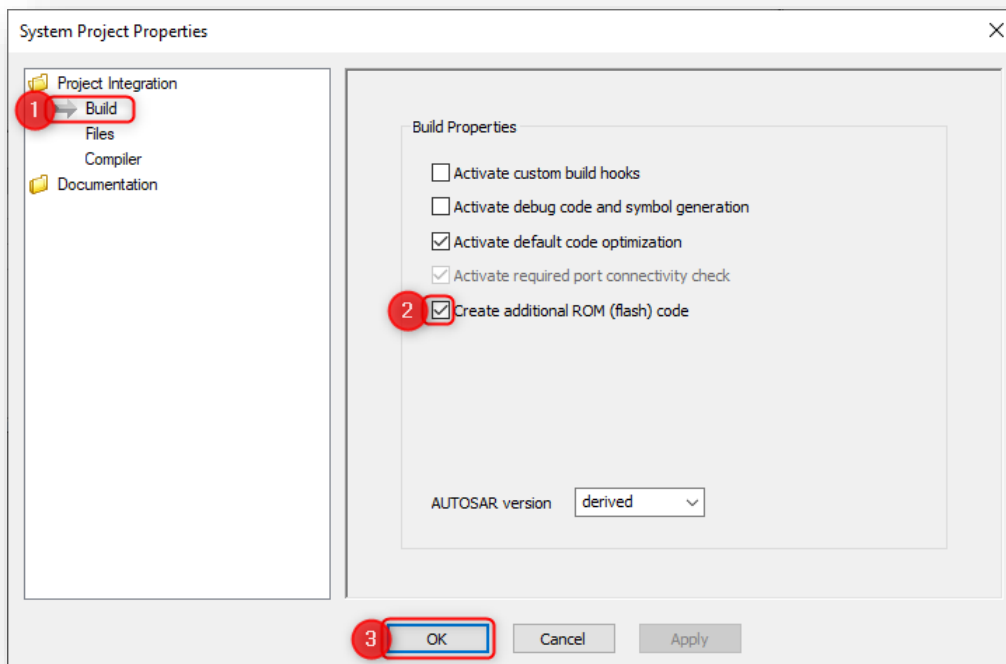 System Project Properties
Project Integration
1
Build
Files
Compiler
Documentation
Build Properties
Activate custom build hooks
Activate debug code and symbol generation
Activate default code optimization
Activate required port connectivity check
2
Create additional ROM (flash) code
AUTOSAR version derived
3
OK Cancel Apply